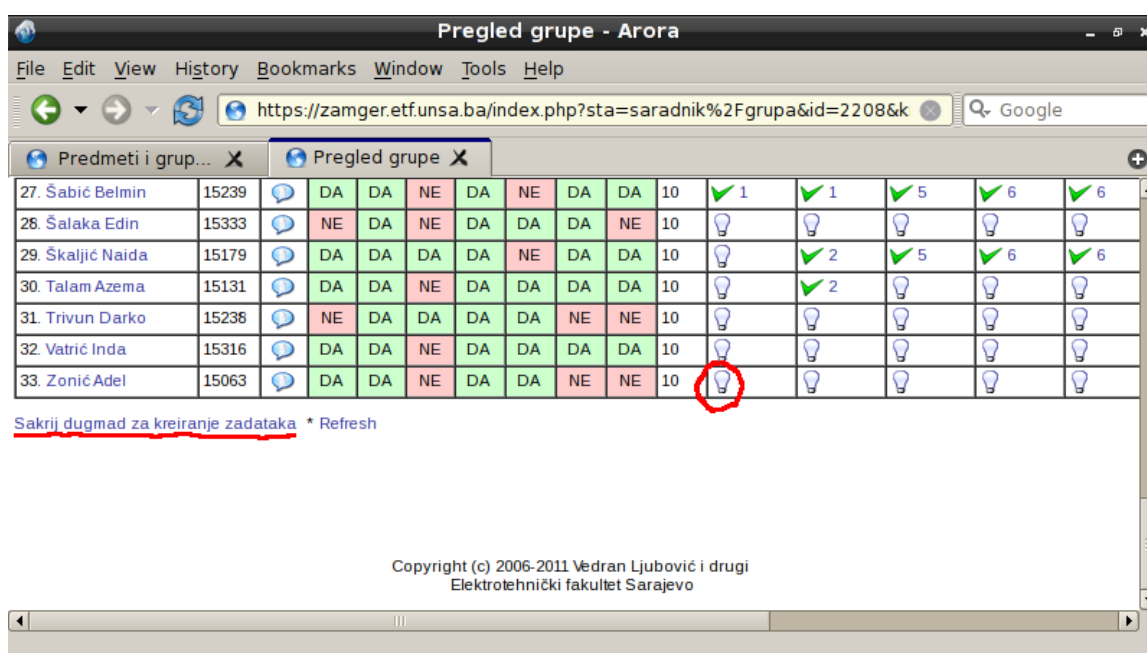 Pregled grupe - Arora
File Edit View History Bookmarks Window Tools Help
https://zamger.etf.unsa.ba/index.php?sta=saradnik%2Fgrupa&id=2208&k Google
Predmeti i grup... Pregled grupe
27. Šabić Belmin 15239 DA DA NE DA NE DA DA 10 1 1 5 6 6
28. Šalaka Edin 15333 NE DA NE DA DA DA NE 10
29. Škaljić Naida 15179 DA DA DA DA NE DA DA 10 2 5 6 6
30. Talam Azema 15131 DA DA NE DA DA DA DA 10 2
31. Trivun Darko 15238 NE DA DA DA DA NE NE 10
32. Vatrić Inda 15316 DA DA NE DA DA DA DA 10
33. Zonić Adel 15063 DA DA NE DA DA NE NE 10
Sakrij dugmad za kreiranje zadataka * Refresh
Copyright (c) 2006-2011 Vedran Ljubović i drugi
Elektrotehnički fakultet Sarajevo